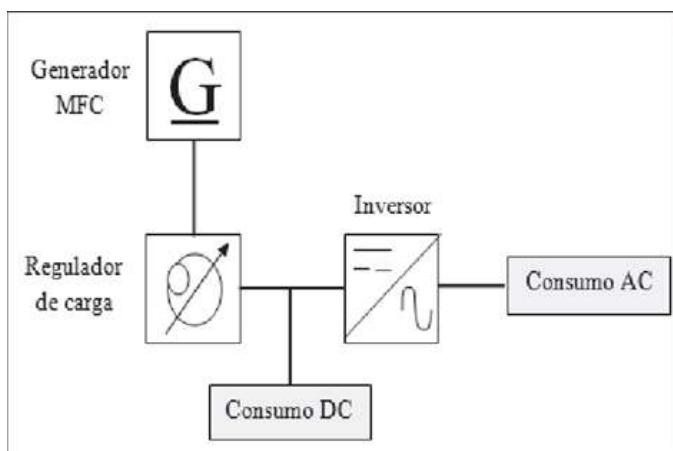 Generador
MFC
G
Inversor
Regulador
de carga
Consumo AC
Consumo DC